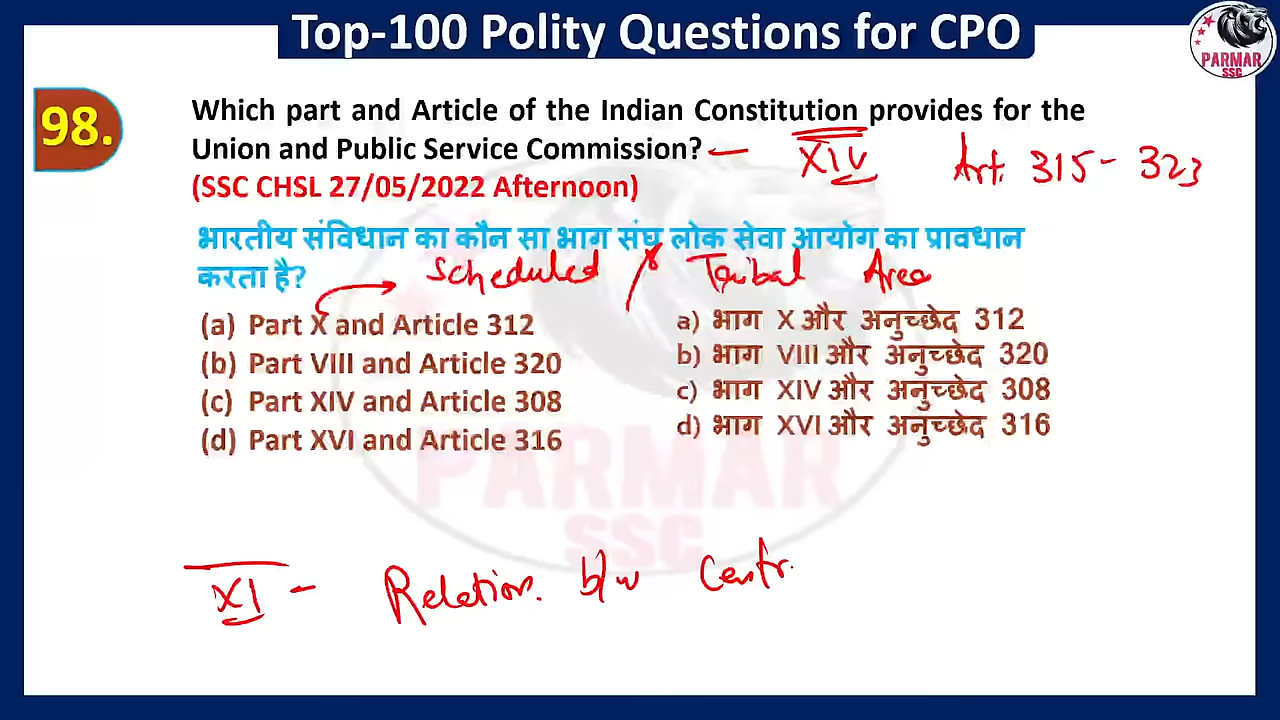 Top-100 Polity Questions for CPO
PARMAR
SSC
98.
Which part and Article of the Indian Constitution provides for the
Union and Public Service Commission? –
XIV Art. 315 - 323
(SSC CHSL 27/05/2022 Afternoon)
भारतीय संविधान का कौन सा भाग संघ लोक सेवा आयोग का प्रावधान
करता है?
Scheduled / Tribal Area
(a) Part X and Article 312
(b) Part VIII and Article 320
(c) Part XIV and Article 308
(d) Part XVI and Article 316
a) भाग X और अनुच्छेद 312
b) भाग VIII और अनुच्छेद 320
c) भाग XIV और अनुच्छेद 308
d) भाग XVI और अनुच्छेद 316
PARMAR
SSC
XI - Relation. b/w Centr.